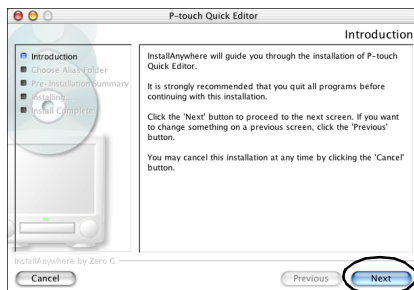 P-touch Quick Editor
Introduction
Introduction
Choose Alias Folder
Pre-Installation Summary
Installing...
Install Complete
InstallAnywhere will guide you through the installation of P-touch
Quick Editor.
It is strongly recommended that you quit all programs before
continuing with this installation.
Click the 'Next' button to proceed to the next screen. If you want
to change something on a previous screen, click the 'Previous'
button.
You may cancel this installation at any time by clicking the 'Cancel'
button.
InstallAnywhere by Zero G
Cancel
Previous
Next